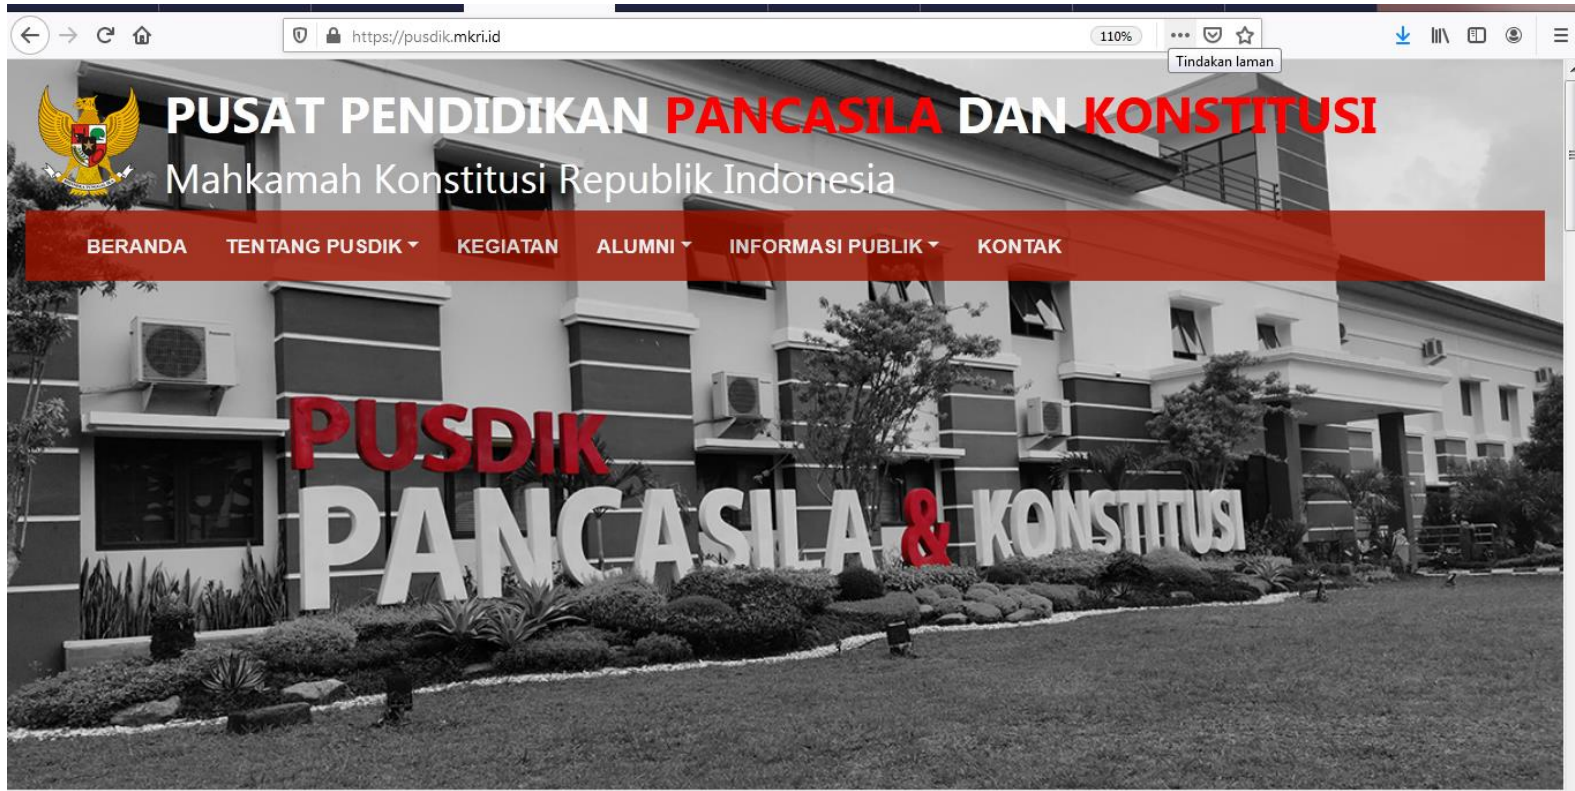 https://pusdik.mkri.id
110%
Tindakan laman
PUSAT PENDIDIKAN PANCASILA DAN KONSTITUSI
Mahkamah Konstitusi Republik Indonesia
BERANDA TENTANG PUSDIK KEGIATAN ALUMNI INFORMASI PUBLIK KONTAK
PUSDIK
PANCASILA & KONSTITUSI